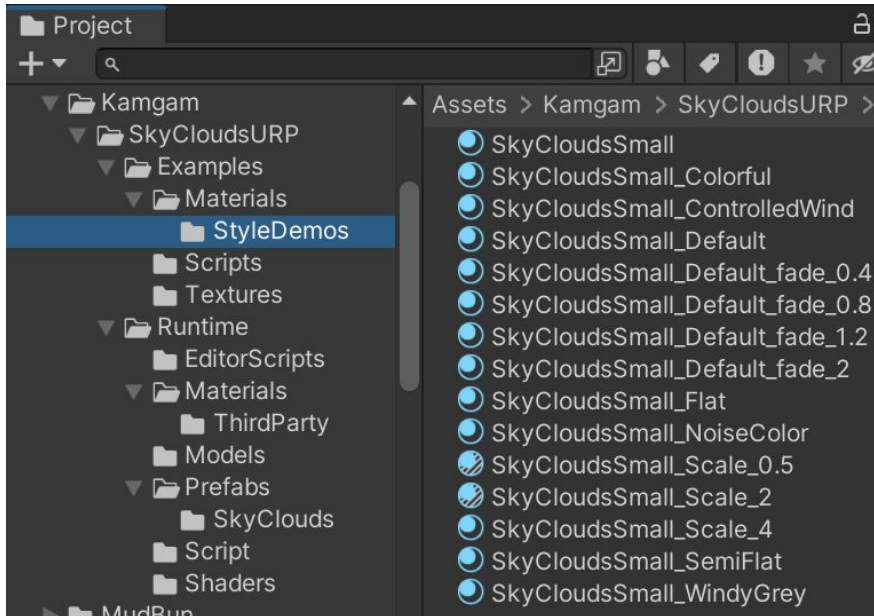 Project
Kamgam
SkyCloudsURP
Examples
Materials
StyleDemos
Scripts
Textures
Runtime
EditorScripts
Materials
ThirdParty
Models
Prefabs
SkyClouds
Script
Shaders
MudBun
Assets > Kamgam > SkyCloudsURP >
SkyCloudsSmall
SkyCloudsSmall_Colorful
SkyCloudsSmall_ControlledWind
SkyCloudsSmall_Default
SkyCloudsSmall_Default_fade_0.4
SkyCloudsSmall_Default_fade_0.8
SkyCloudsSmall_Default_fade_1.2
SkyCloudsSmall_Default_fade_2
SkyCloudsSmall_Flat
SkyCloudsSmall_NoiseColor
SkyCloudsSmall_Scale_0.5
SkyCloudsSmall_Scale_2
SkyCloudsSmall_Scale_4
SkyCloudsSmall_SemiFlat
SkyCloudsSmall_WindyGrey